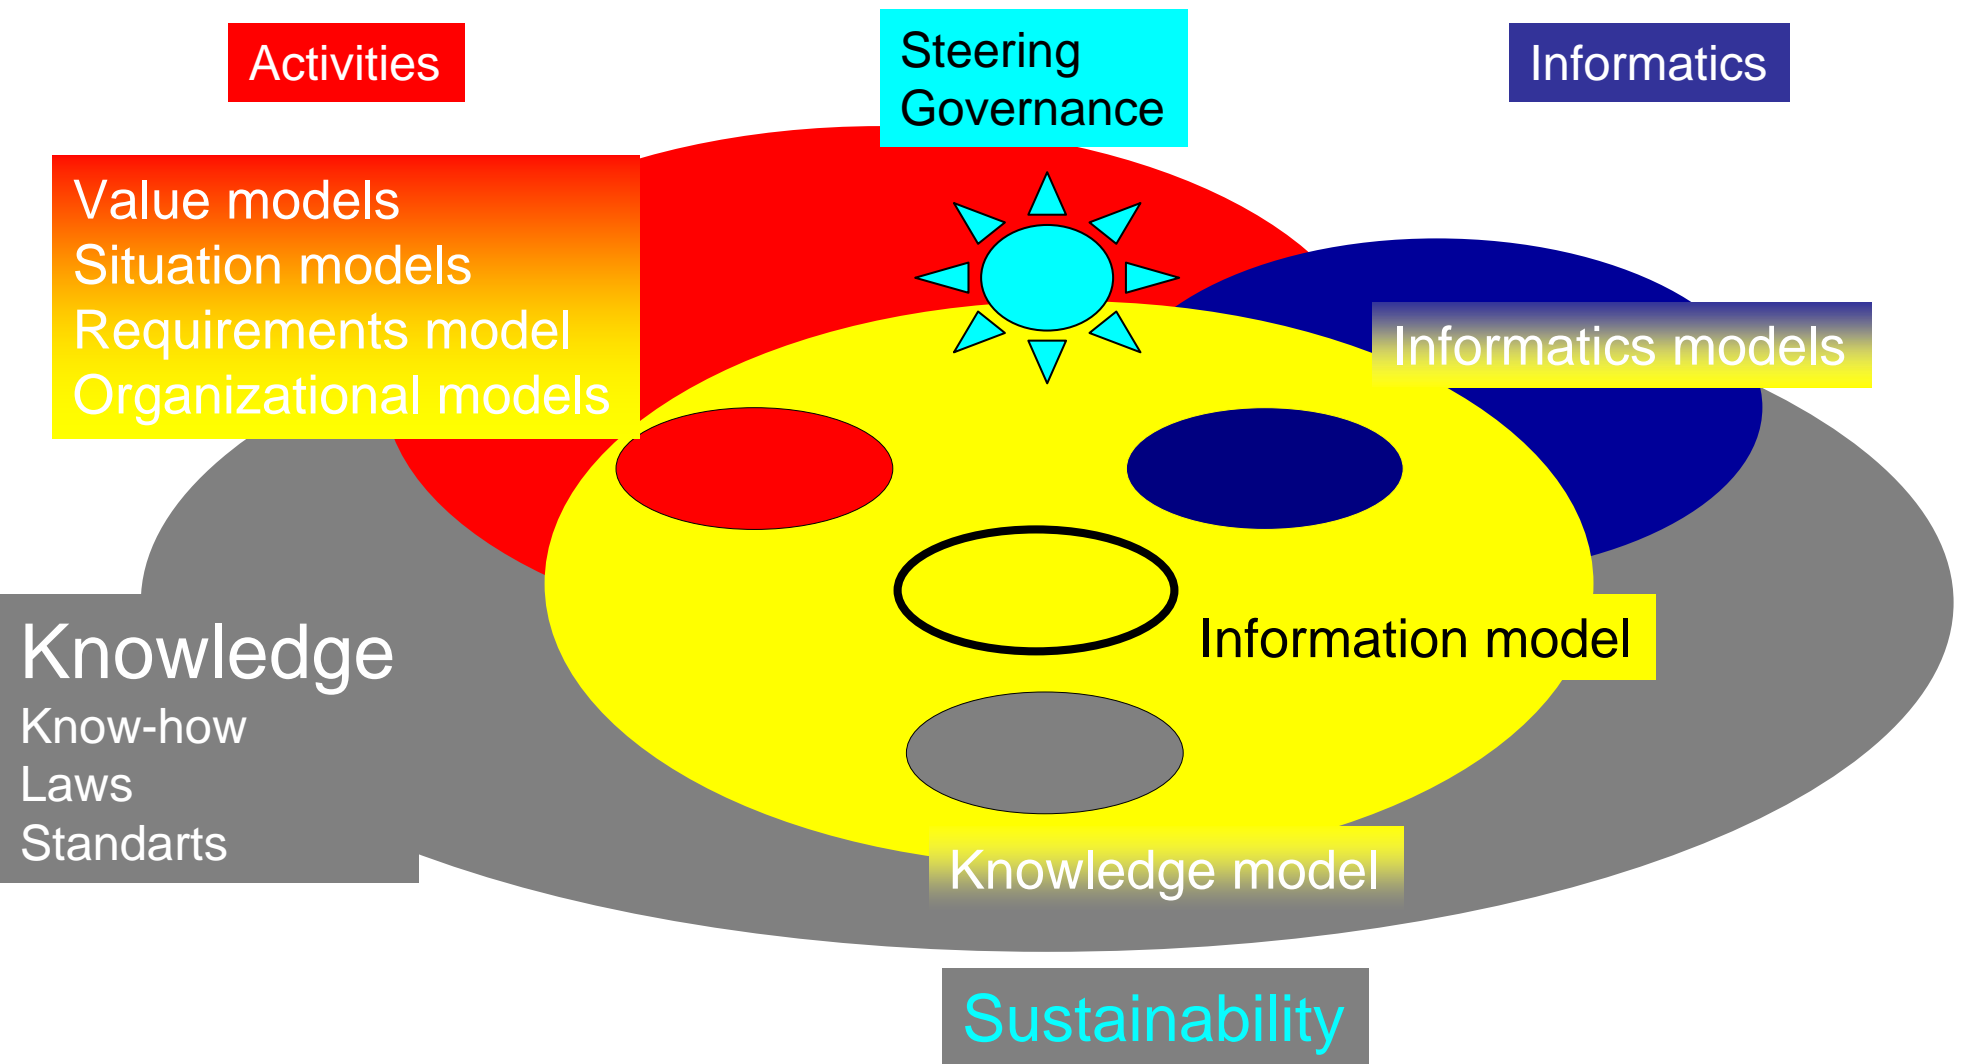 Activities
Steering
Governance
Informatics
Value models
Situation models
Requirements model
Organizational models
Informatics models
Knowledge
Know-how
Laws
Standarts
Information model
Knowledge model
Sustainability